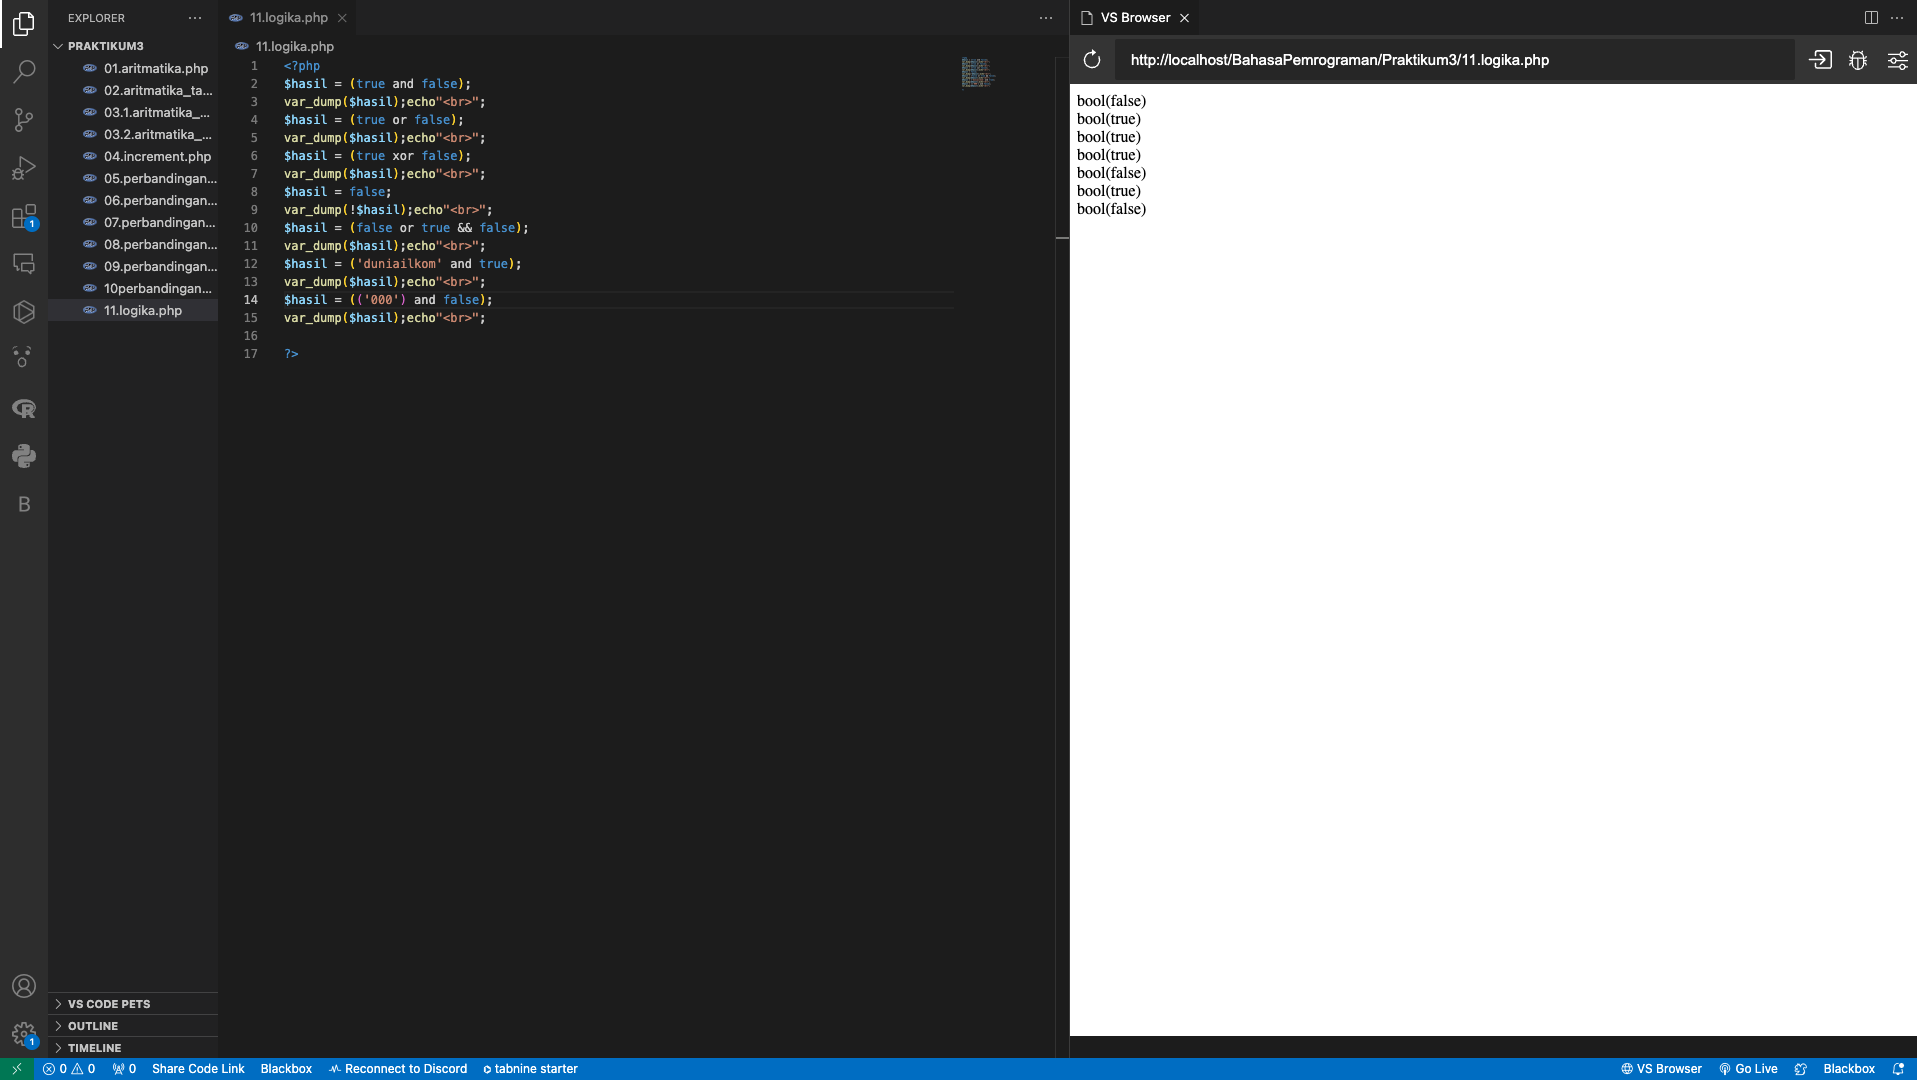 EXPLORER
PRAKTIKUM3
01.aritmatika.php
02.aritmatika_ta...
03.1.aritmatika_...
03.2.aritmatika_...
04.increment.php
05.perbandingan...
06.perbandingan...
07.perbandingan...
08.perbandingan...
09.perbandingan...
10perbandingan...
11.logika.php
VS CODE PETS
OUTLINE
TIMELINE
11.logika.php
11.logika.php
1 <?php
2 $hasil = (true and false);
3 var_dump($hasil);echo"<br>";
4 $hasil = (true or false);
5 var_dump($hasil);echo"<br>";
6 $hasil = (true xor false);
7 var_dump($hasil);echo"<br>";
8 $hasil = false;
9 var_dump(!$hasil);echo"<br>";
10 $hasil = (false or true && false);
11 var_dump($hasil);echo"<br>";
12 $hasil = ('duniailkom' and true);
13 var_dump($hasil);echo"<br>";
14 $hasil = (('000') and false);
15 var_dump($hasil);echo"<br>";
16
17 ?>
VS Browser
http://localhost/BahasaPemrograman/Praktikum3/11.logika.php
bool(false)
bool(true)
bool(true)
bool(true)
bool(false)
bool(true)
bool(false)
1
B
1
0 0 0 Share Code Link Blackbox Reconnect to Discord tabnine starter VS Browser Go Live Blackbox